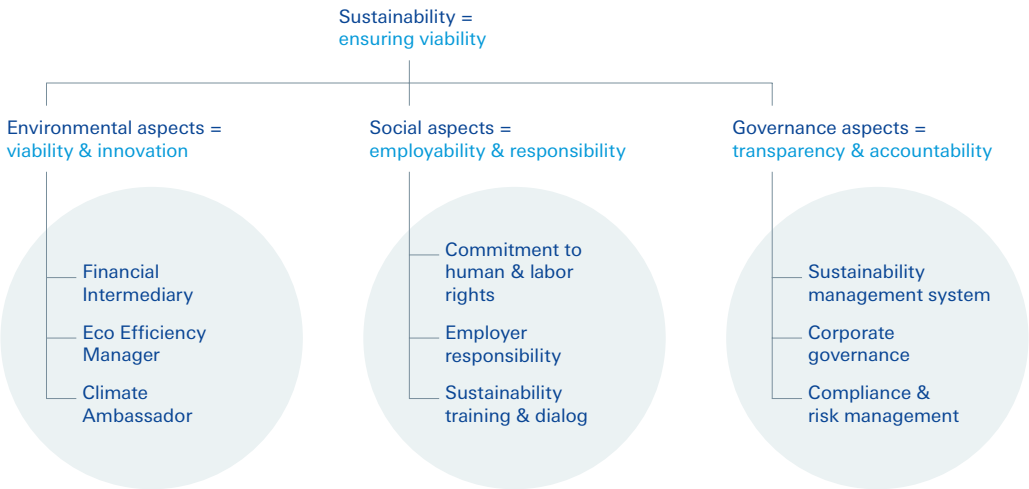 Sustainability =
ensuring viability
Environmental aspects =
viability & innovation
Financial
Intermediary
Eco Efficiency
Manager
Climate
Ambassador
Social aspects =
employability & responsibility
Commitment to
human & labor
rights
Employer
responsibility
Sustainability
training & dialog
Governance aspects =
transparency & accountability
Sustainability
management system
Corporate
governance
Compliance &
risk management